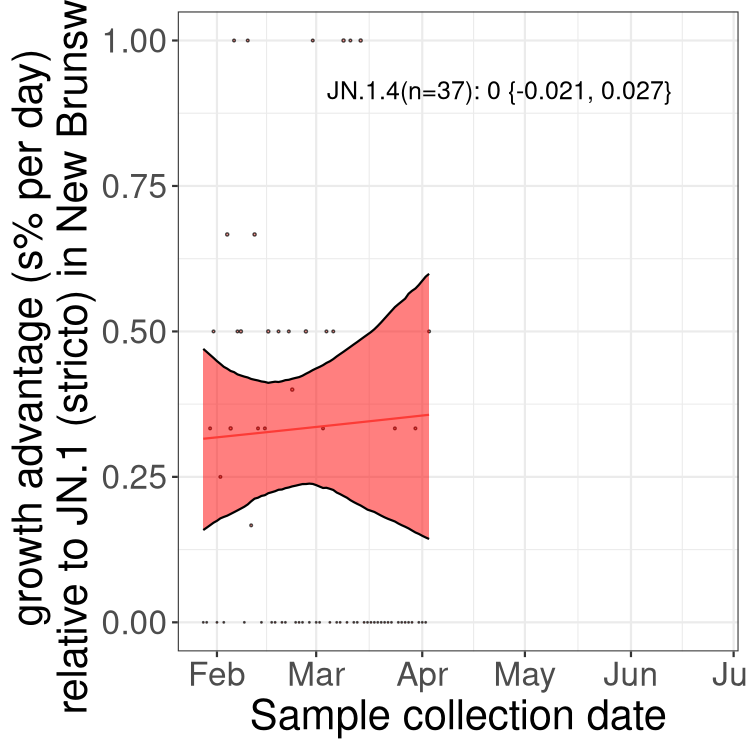 growth advantage (s% per day)
relative to JN.1 (stricto) in New Brunsw
1.00
0.75
0.50
0.25
0.00
JN.1.4(n=37): 0 {-0.021, 0.027}
Feb Mar Apr May Jun Ju
Sample collection date